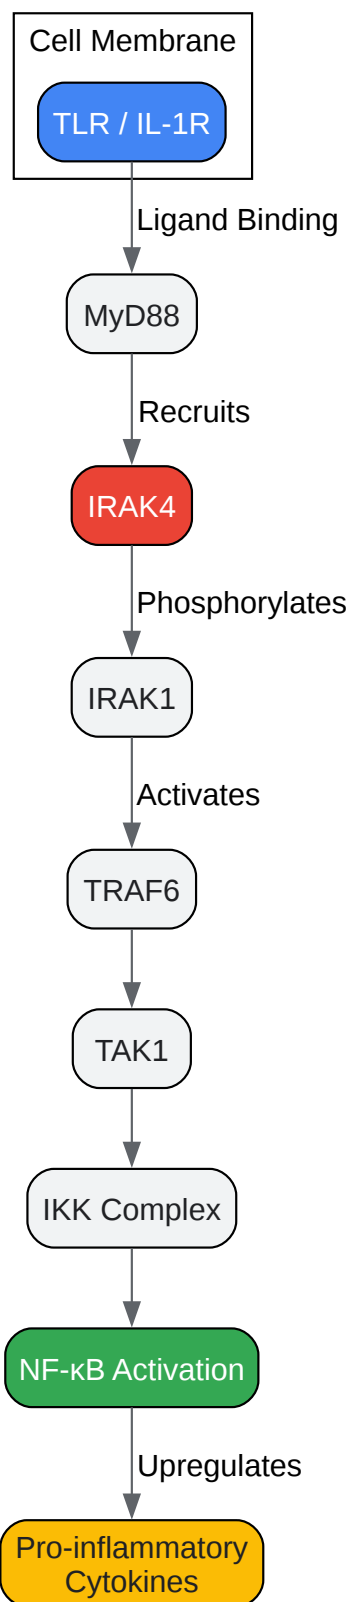 Cell Membrane
TLR / IL-1R
Ligand Binding
MyD88
Recruits
IRAK4
Phosphorylates
IRAK1
Activates
TRAF6
TAK1
IKK Complex
NF-κB Activation
Upregulates
Pro-inflammatory
Cytokines